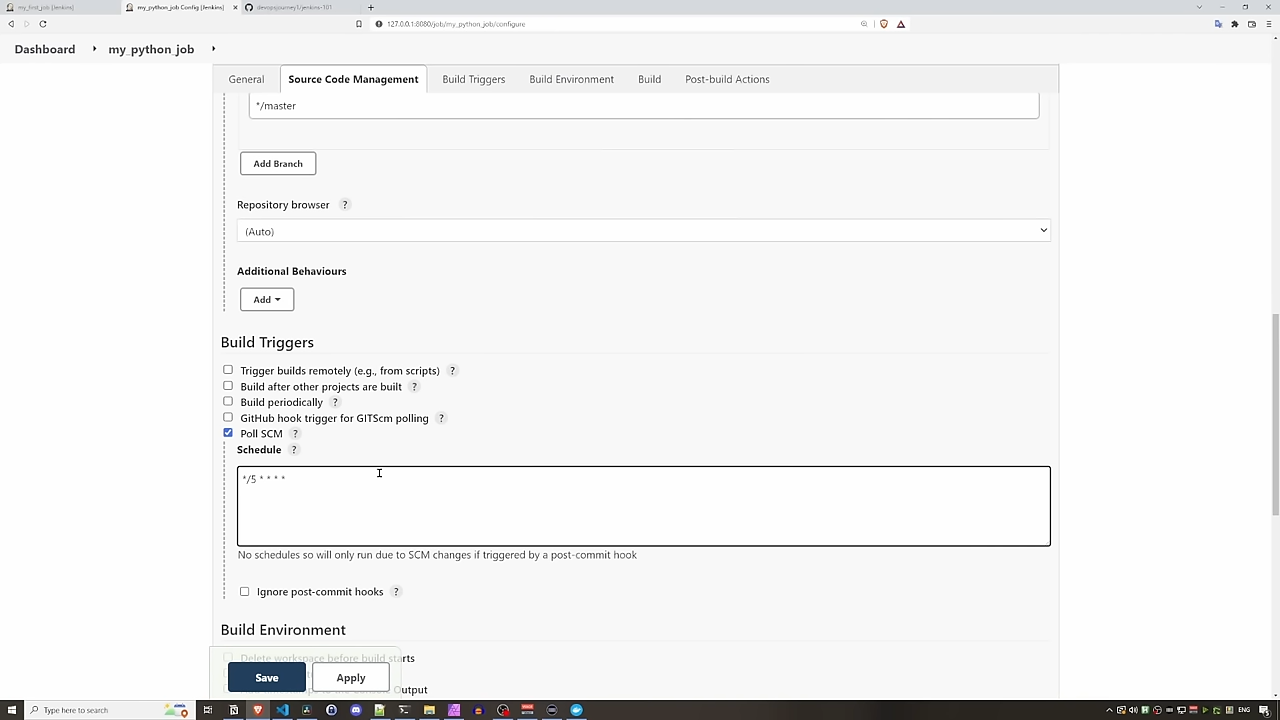 my_first_job [Jenkins]
my_python_job Config [Jenkins]
devopsjourney1/jenkins-101
127.0.0.1:8080/job/my_python_job/configure
Dashboard
my_python_job
General
Source Code Management
Build Triggers
Build Environment
Build
Post-build Actions
*/master
Add Branch
Repository browser ?
(Auto)
Additional Behaviours
Add
Build Triggers
Trigger builds remotely (e.g., from scripts) ?
Build after other projects are built ?
Build periodically ?
GitHub hook trigger for GITScm polling ?
Poll SCM ?
Schedule ?
*/5 * * * *
No schedules so will only run due to SCM changes if triggered by a post-commit hook
Ignore post-commit hooks ?
Build Environment
Delete workspace before build starts
Output
Save
Apply
Type here to search
ENG